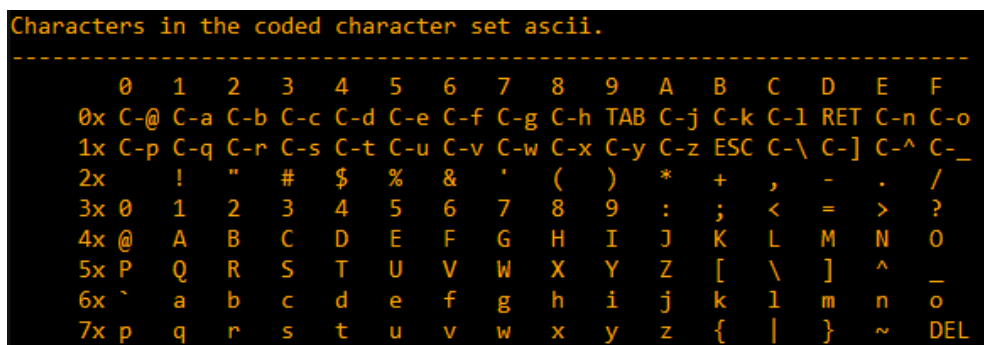 Characters in the coded character set ascii.
-----------------------------------------------------------------------
0 1 2 3 4 5 6 7 8 9 A B C D E F
0x C-@ C-a C-b C-c C-d C-e C-f C-g C-h TAB C-j C-k C-l RET C-n C-o
1x C-p C-q C-r C-s C-t C-u C-v C-w C-x C-y C-z ESC C-\ C-] C-^ C-_
2x ! " # $ % & ' ( ) * + , - . /
3x 0 1 2 3 4 5 6 7 8 9 : ; < = > ?
4x @ A B C D E F G H I J K L M N O
5x P Q R S T U V W X Y Z [ \ ] ^ _
6x ` a b c d e f g h i j k l m n o
7x p q r s t u v w x y z { | } ~ DEL